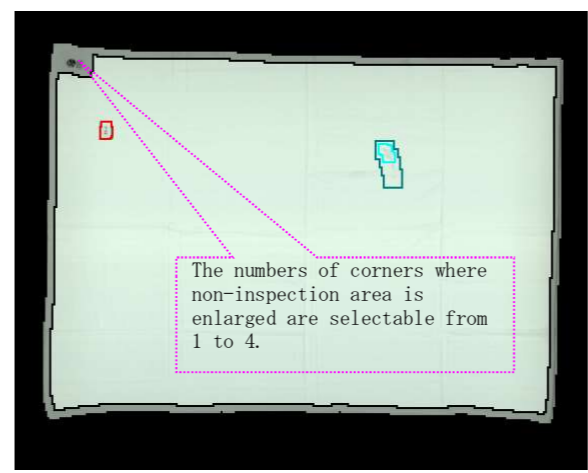 The numbers of corners where
non-inspection area is
enlarged are selectable from
1 to 4.